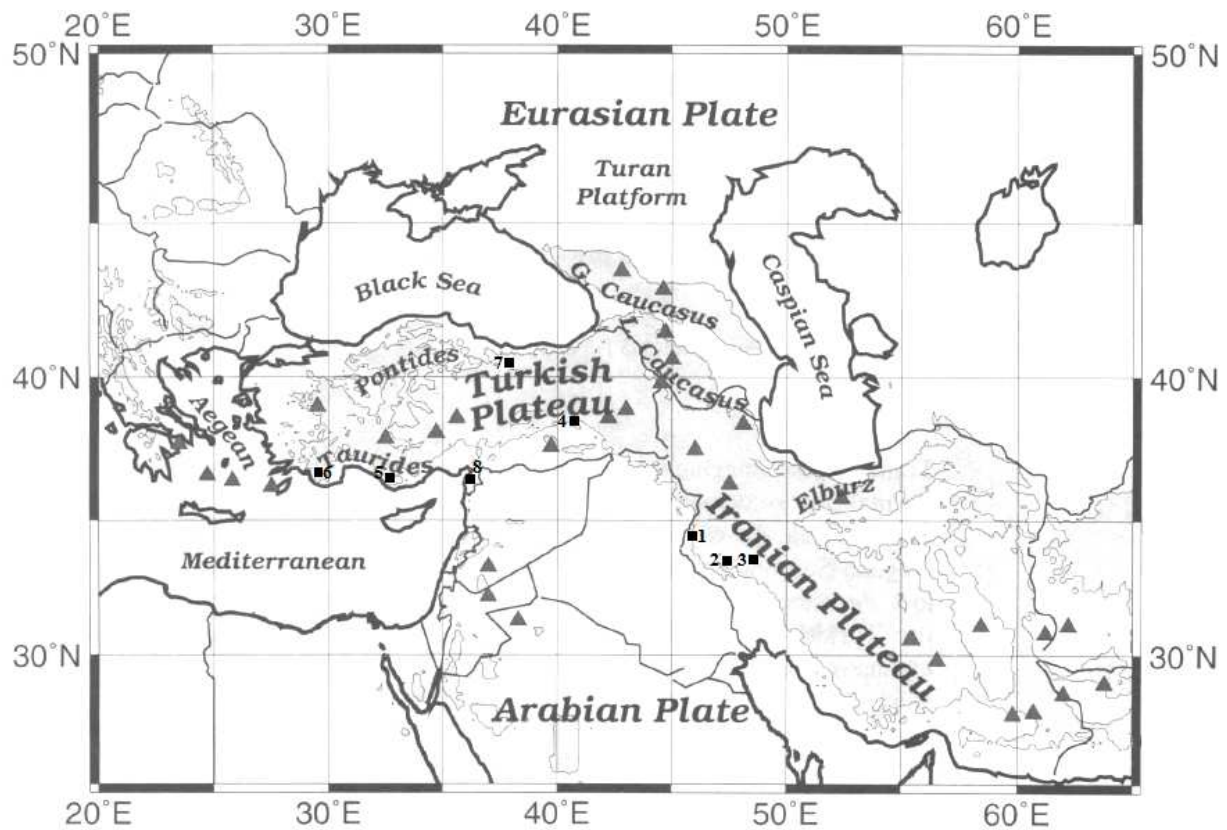 20°E 30°E 40°E 50°E 60°E
50°N 50°N
Eurasian Plate
Turan
Platform
Black Sea
G. Caucasus
Caspian Sea
L. Caucasus
40°N 40°N
Pontides
7
Turkish
Plateau
4
Aegean
Taurides
6 5 8
Elburz
Iranian Plateau
1
2 3
Mediterranean
30°N 30°N
Arabian Plate
20°E 30°E 40°E 50°E 60°E